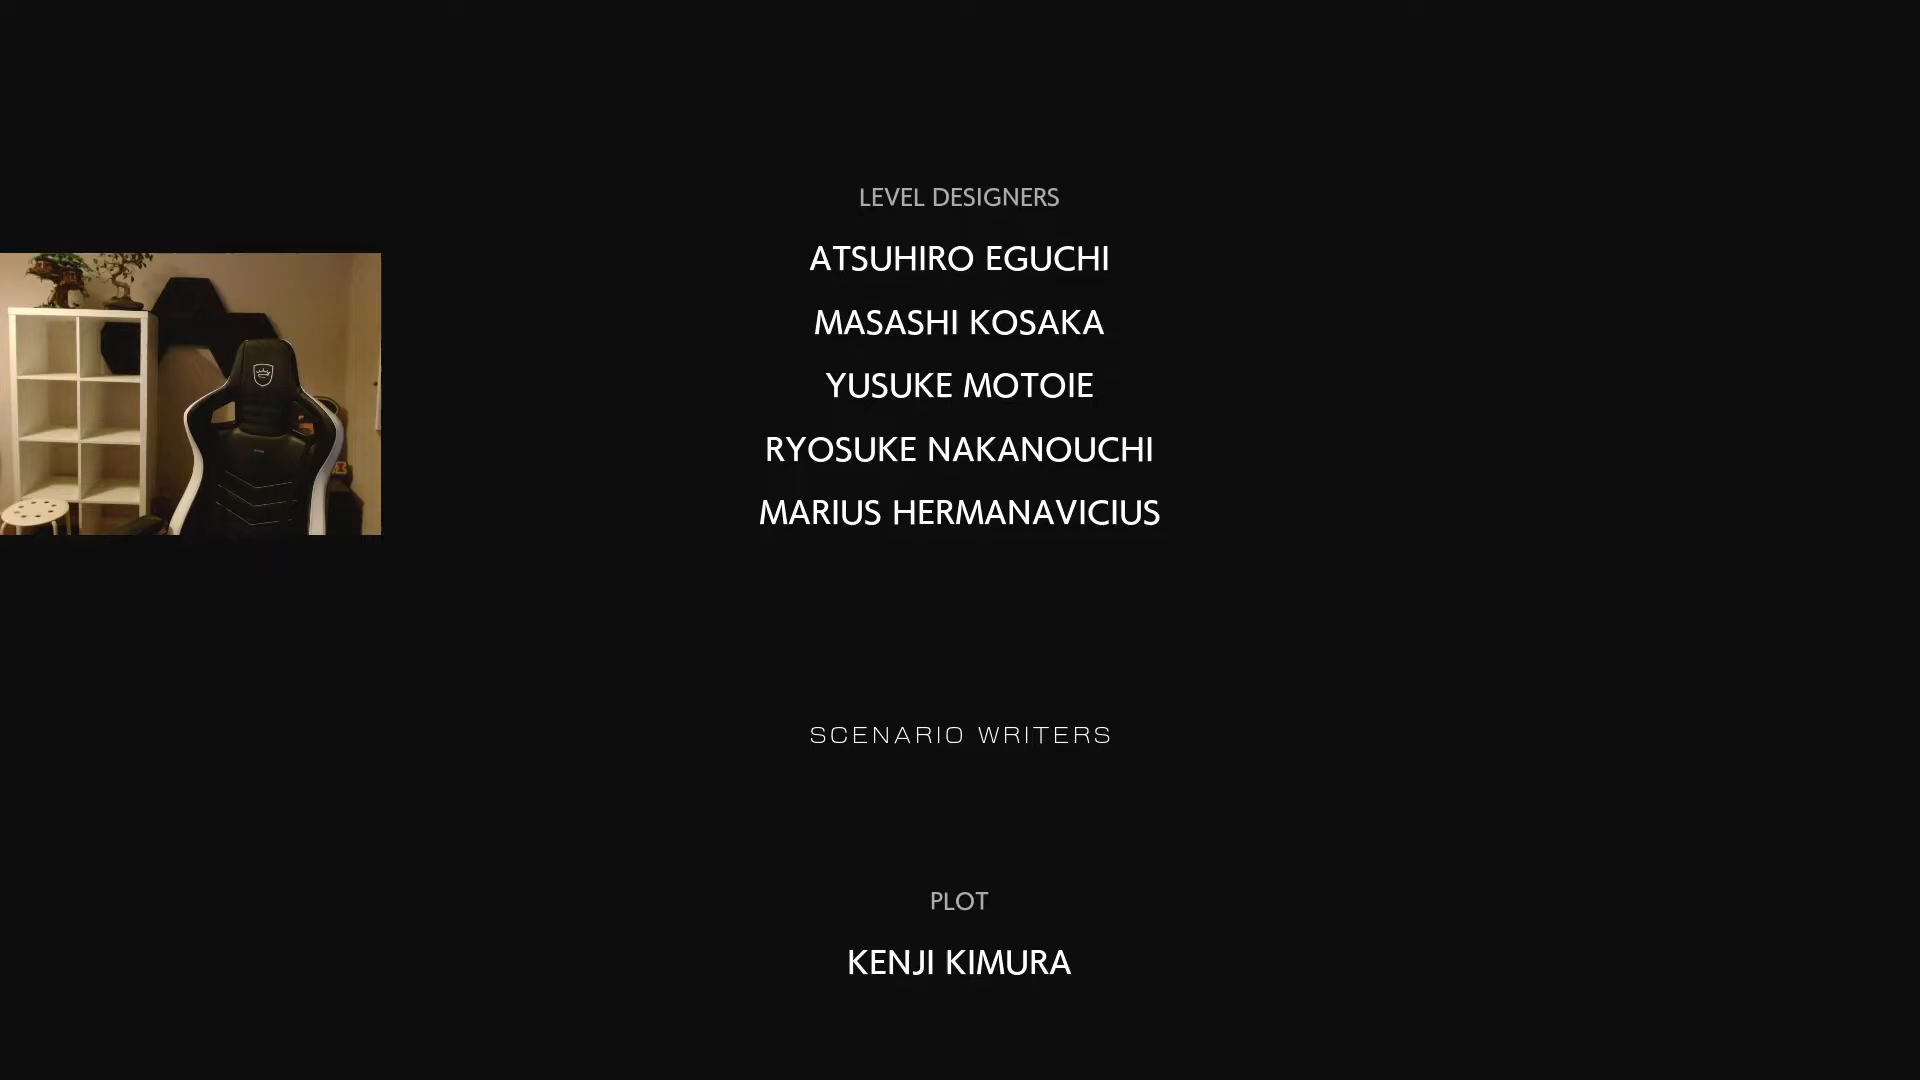 LEVEL DESIGNERS
ATSUHIRO EGUCHI
MASASHI KOSAKA
YUSUKE MOTOIE
RYOSUKE NAKANOUCHI
MARIUS HERMANAVICIUS
SCENARIO WRITERS
PLOT
KENJI KIMURA